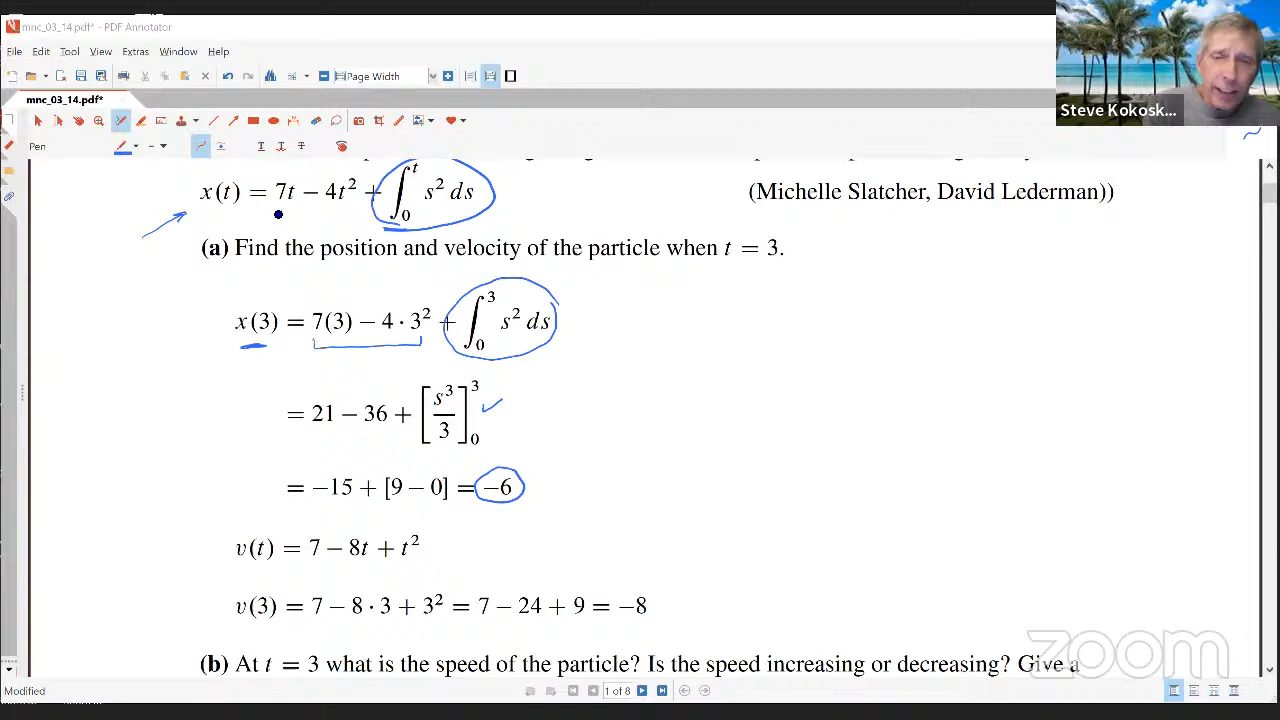 mnc_03_14.pdf* - PDF Annotator
File Edit Tool View Extras Window Help
Page Width
mnc_03_14.pdf*
Pen
x(t) = 7t − 4t² + ∫₀ᵗ s² ds
(Michelle Slatcher, David Lederman))
(a) Find the position and velocity of the particle when t = 3.
x(3) = 7(3) − 4 · 3² + ∫₀³ s² ds
= 21 − 36 + [s³/3]₀³
= −15 + [9 − 0] = −6
v(t) = 7 − 8t + t²
v(3) = 7 − 8 · 3 + 3² = 7 − 24 + 9 = −8
(b) At t = 3 what is the speed of the particle? Is the speed increasing or decreasing? Give a
Modified
1 of 8
Steve Kokosk...
zoom